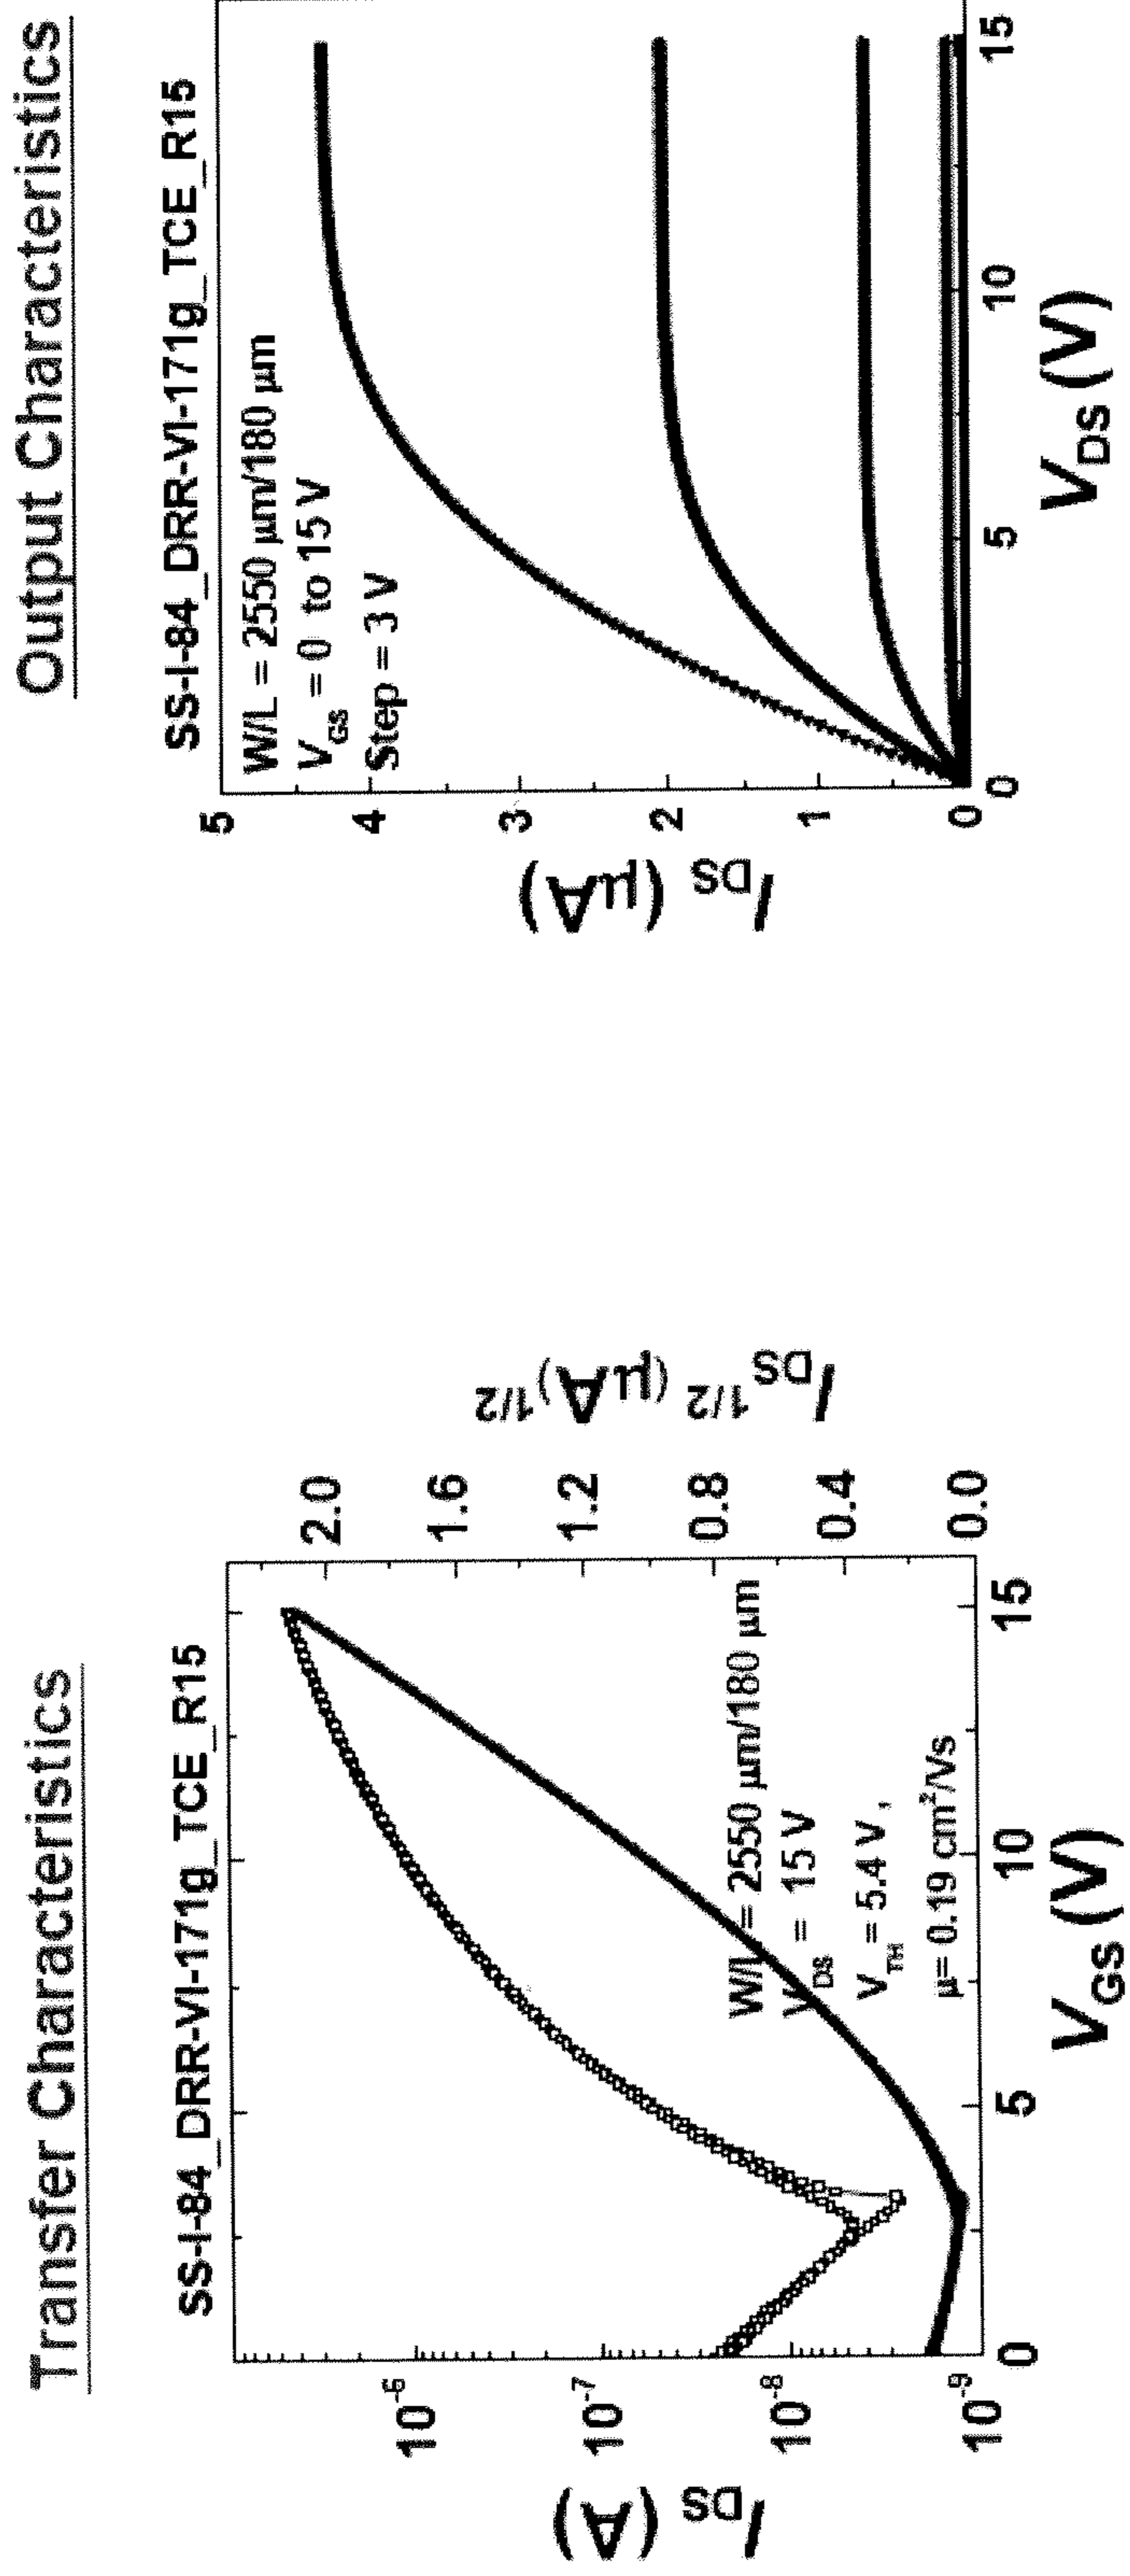 Transfer Characteristics
SS-I-84_DRR-VI-171g_TCE_R15
I_DS (A)
10^-6
10^-7
10^-8
10^-9
I_DS^1/2 (µA)^1/2
2.0
1.6
1.2
0.8
0.4
0.0
W/L = 2550 µm/180 µm
V_DS = 15 V
V_TH = 5.4 V ,
µ= 0.19 cm²/Vs
0 5 10 15
V_GS (V)
Output Characteristics
SS-I-84_DRR-VI-171g_TCE_R15
I_DS (µA)
5
4
3
2
1
0
W/L = 2550 µm/180 µm
V_GS = 0 to 15 V
Step = 3 V
0 5 10 15
V_DS (V)